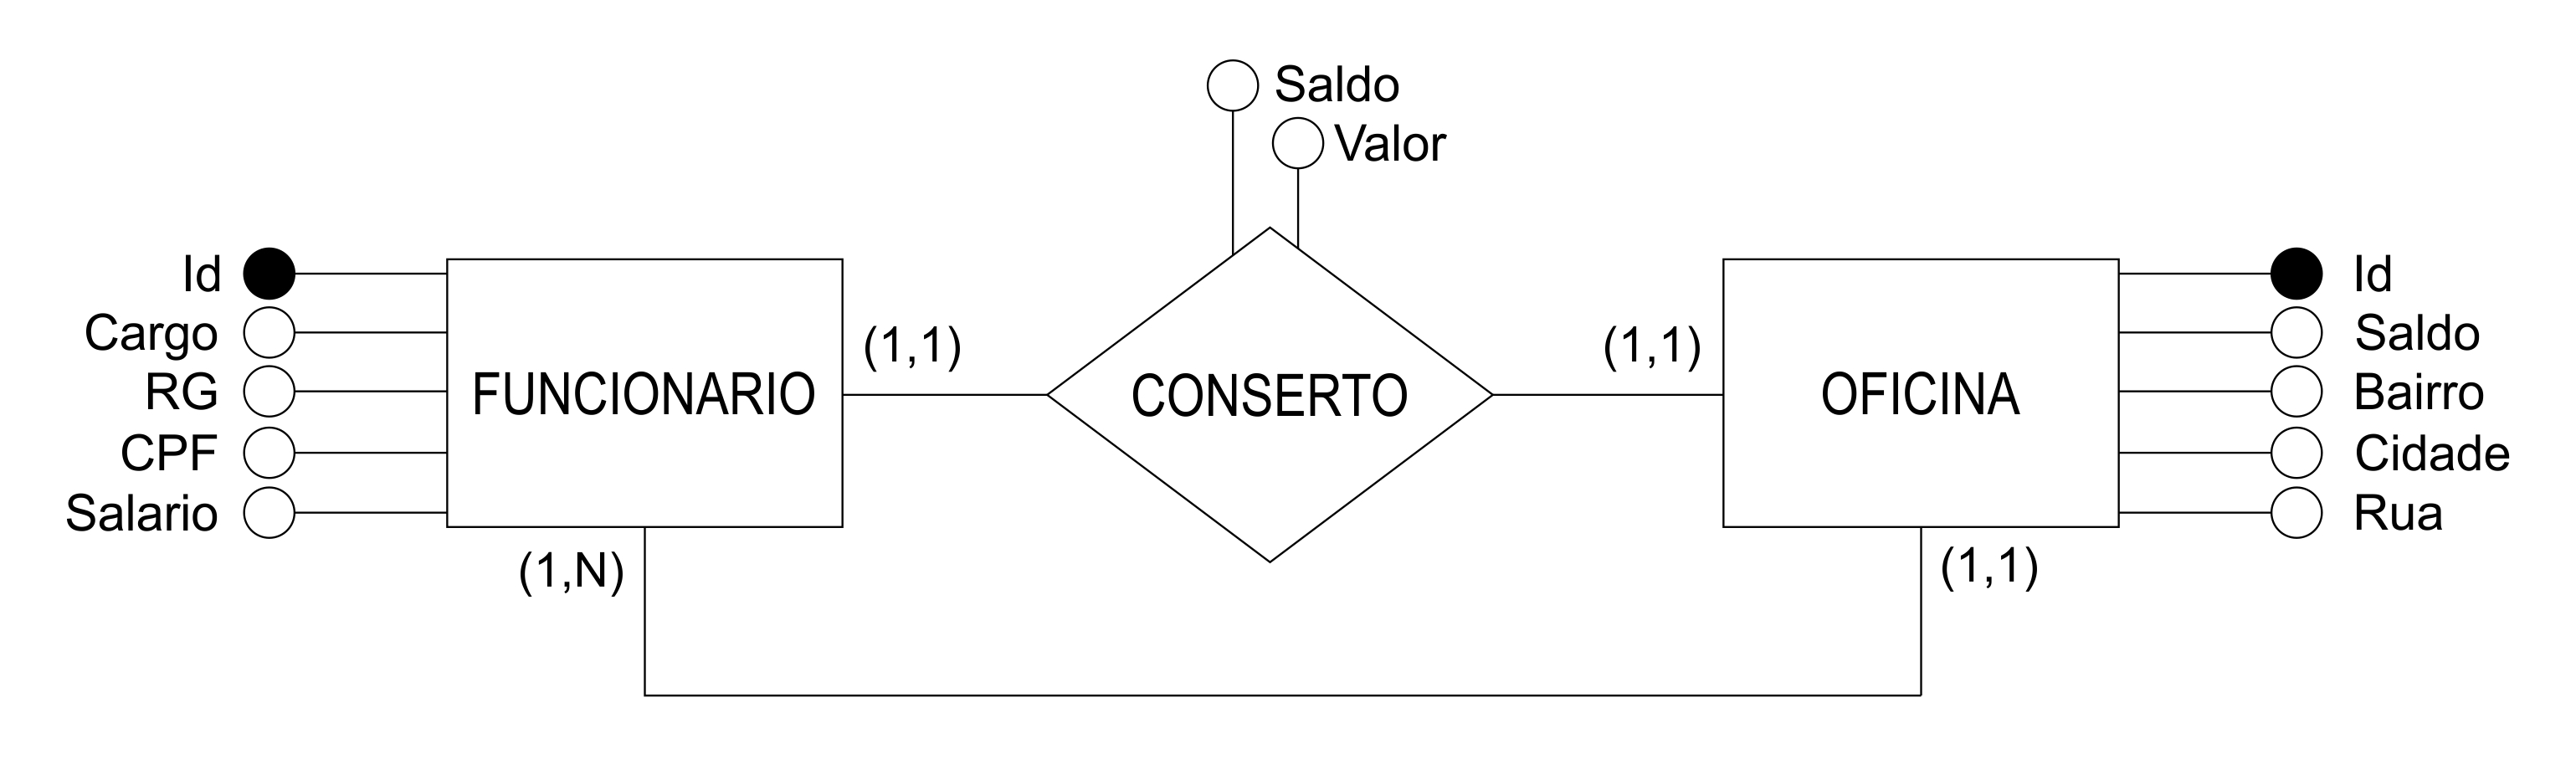 Saldo
Valor
Id
Cargo
RG
CPF
Salario
FUNCIONARIO
(1,1)
CONSERTO
(1,1)
OFICINA
Id
Saldo
Bairro
Cidade
Rua
(1,N)
(1,1)